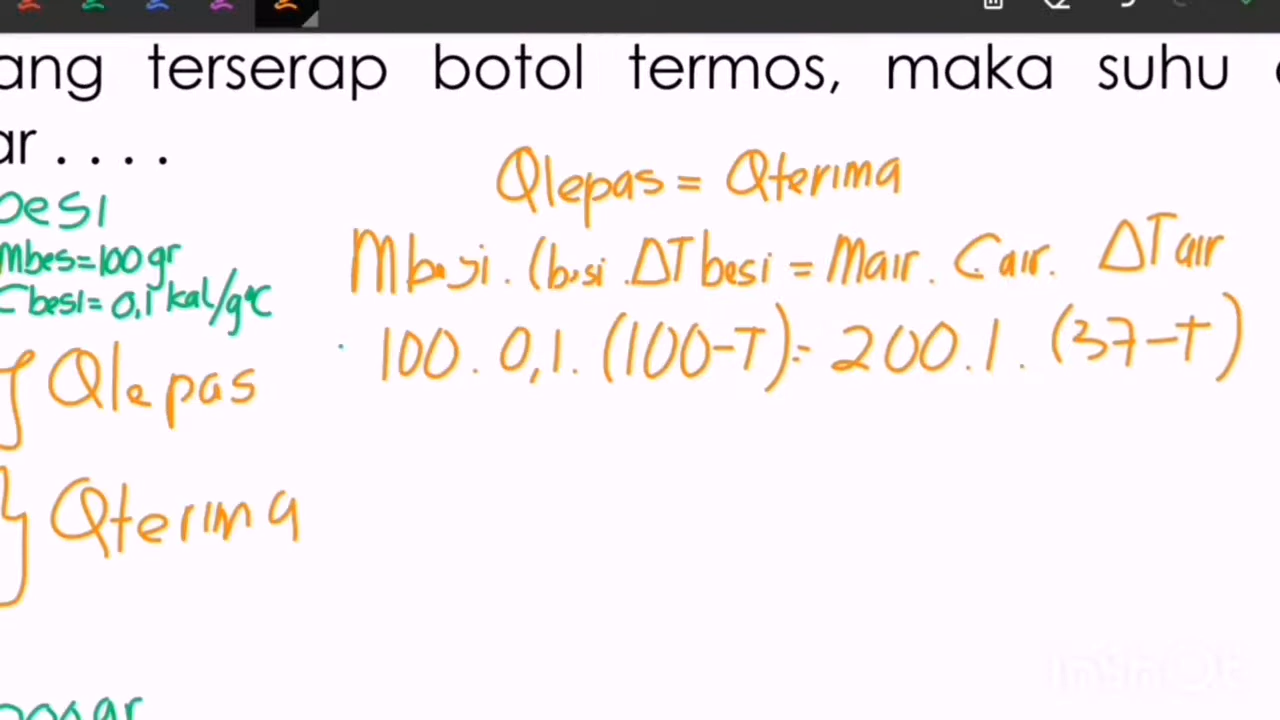 ang terserap botol termos, maka suhu
ar . . . .
Qlepas = Qterima
besi
Mbes = 100 gr
Mbesi . Cbesi . ΔTbesi = Mair . Cair . ΔTair
Cbesi = 0,1 kal/g°C
100 . 0,1 . (100-T) = 200 . 1 . (37-T)
Qlepas
Qterima